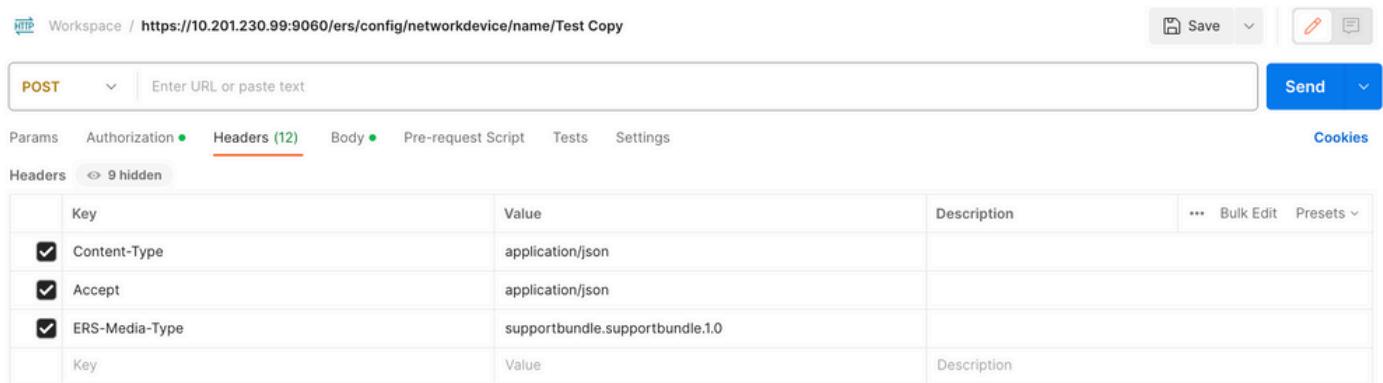 HTTP Workspace / https://10.201.230.99:9060/ers/config/networkdevice/name/Test Copy Save
POST Enter URL or paste text Send
Params Authorization Headers (12) Body Pre-request Script Tests Settings Cookies
Headers 9 hidden
Key Value Description ••• Bulk Edit Presets
Content-Type application/json
Accept application/json
ERS-Media-Type supportbundle.supportbundle.1.0
Key Value Description